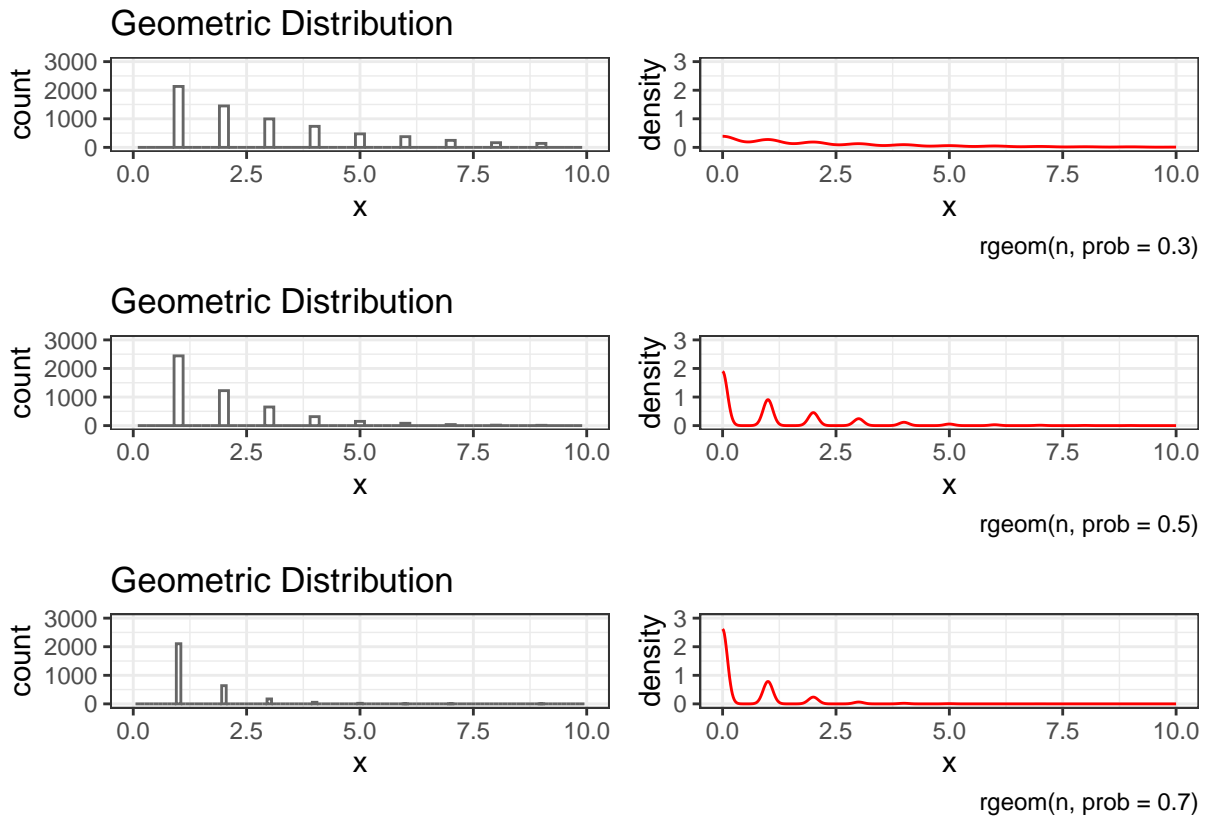 Geometric Distribution
count
3000
2000
1000
0
0.0 2.5 5.0 7.5 10.0
x
density
3
2
1
0
0.0 2.5 5.0 7.5 10.0
x
rgeom(n, prob = 0.3)
Geometric Distribution
count
3000
2000
1000
0
0.0 2.5 5.0 7.5 10.0
x
density
3
2
1
0
0.0 2.5 5.0 7.5 10.0
x
rgeom(n, prob = 0.5)
Geometric Distribution
count
3000
2000
1000
0
0.0 2.5 5.0 7.5 10.0
x
density
3
2
1
0
0.0 2.5 5.0 7.5 10.0
x
rgeom(n, prob = 0.7)